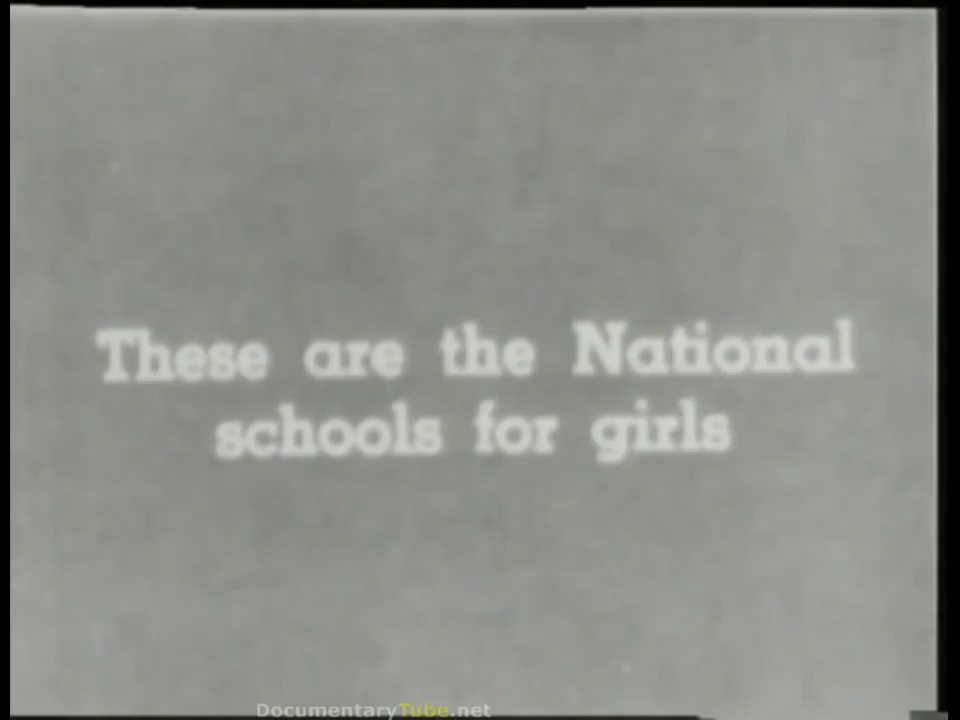 These are the National
schools for girls
DocumentaryTube.net